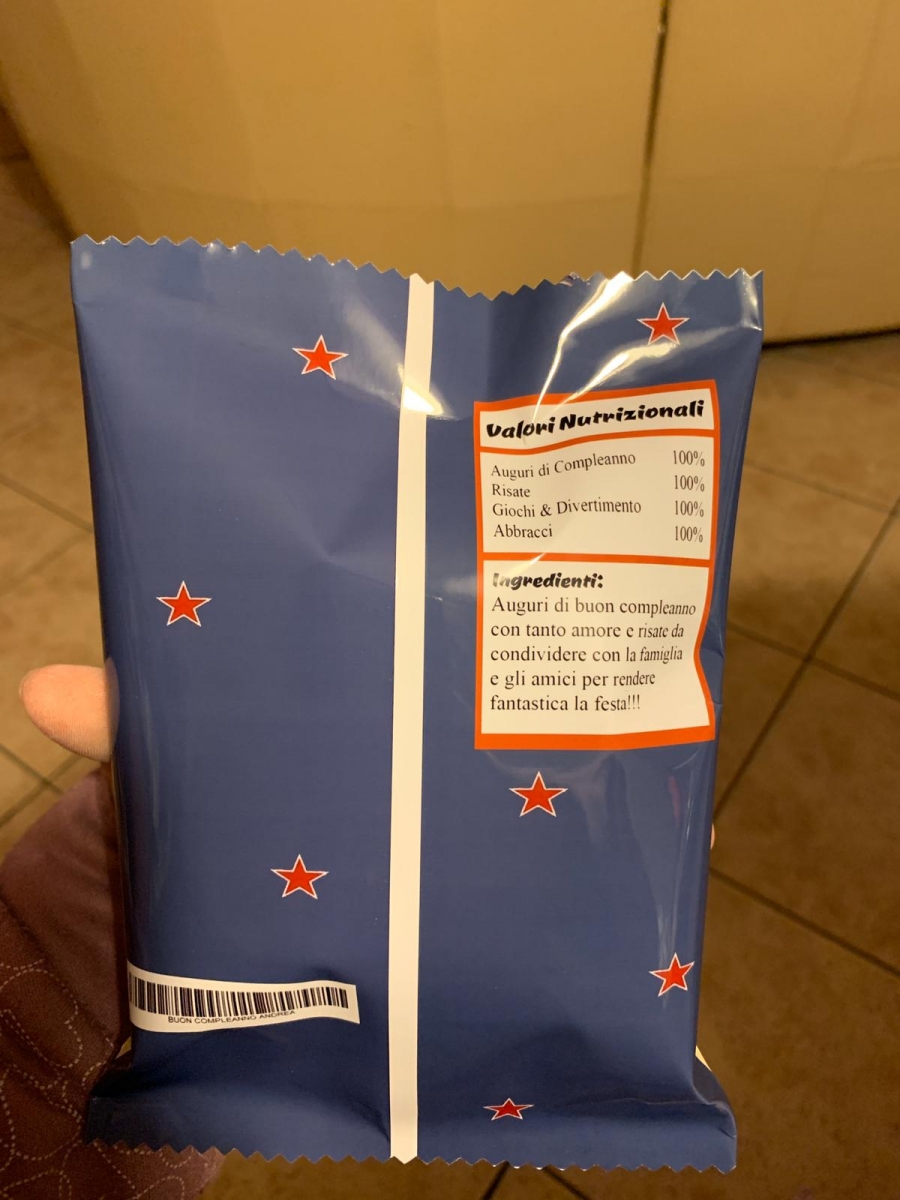 Valori Nutrizionali
Auguri di Compleanno 100%
Risate 100%
Giochi & Divertimento 100%
Abbracci 100%
Ingredienti:
Auguri di buon compleanno
con tanto amore e risate da
condividere con la famiglia
e gli amici per rendere
fantastica la festa!!!
BUON COMPLEANNO ANDREA